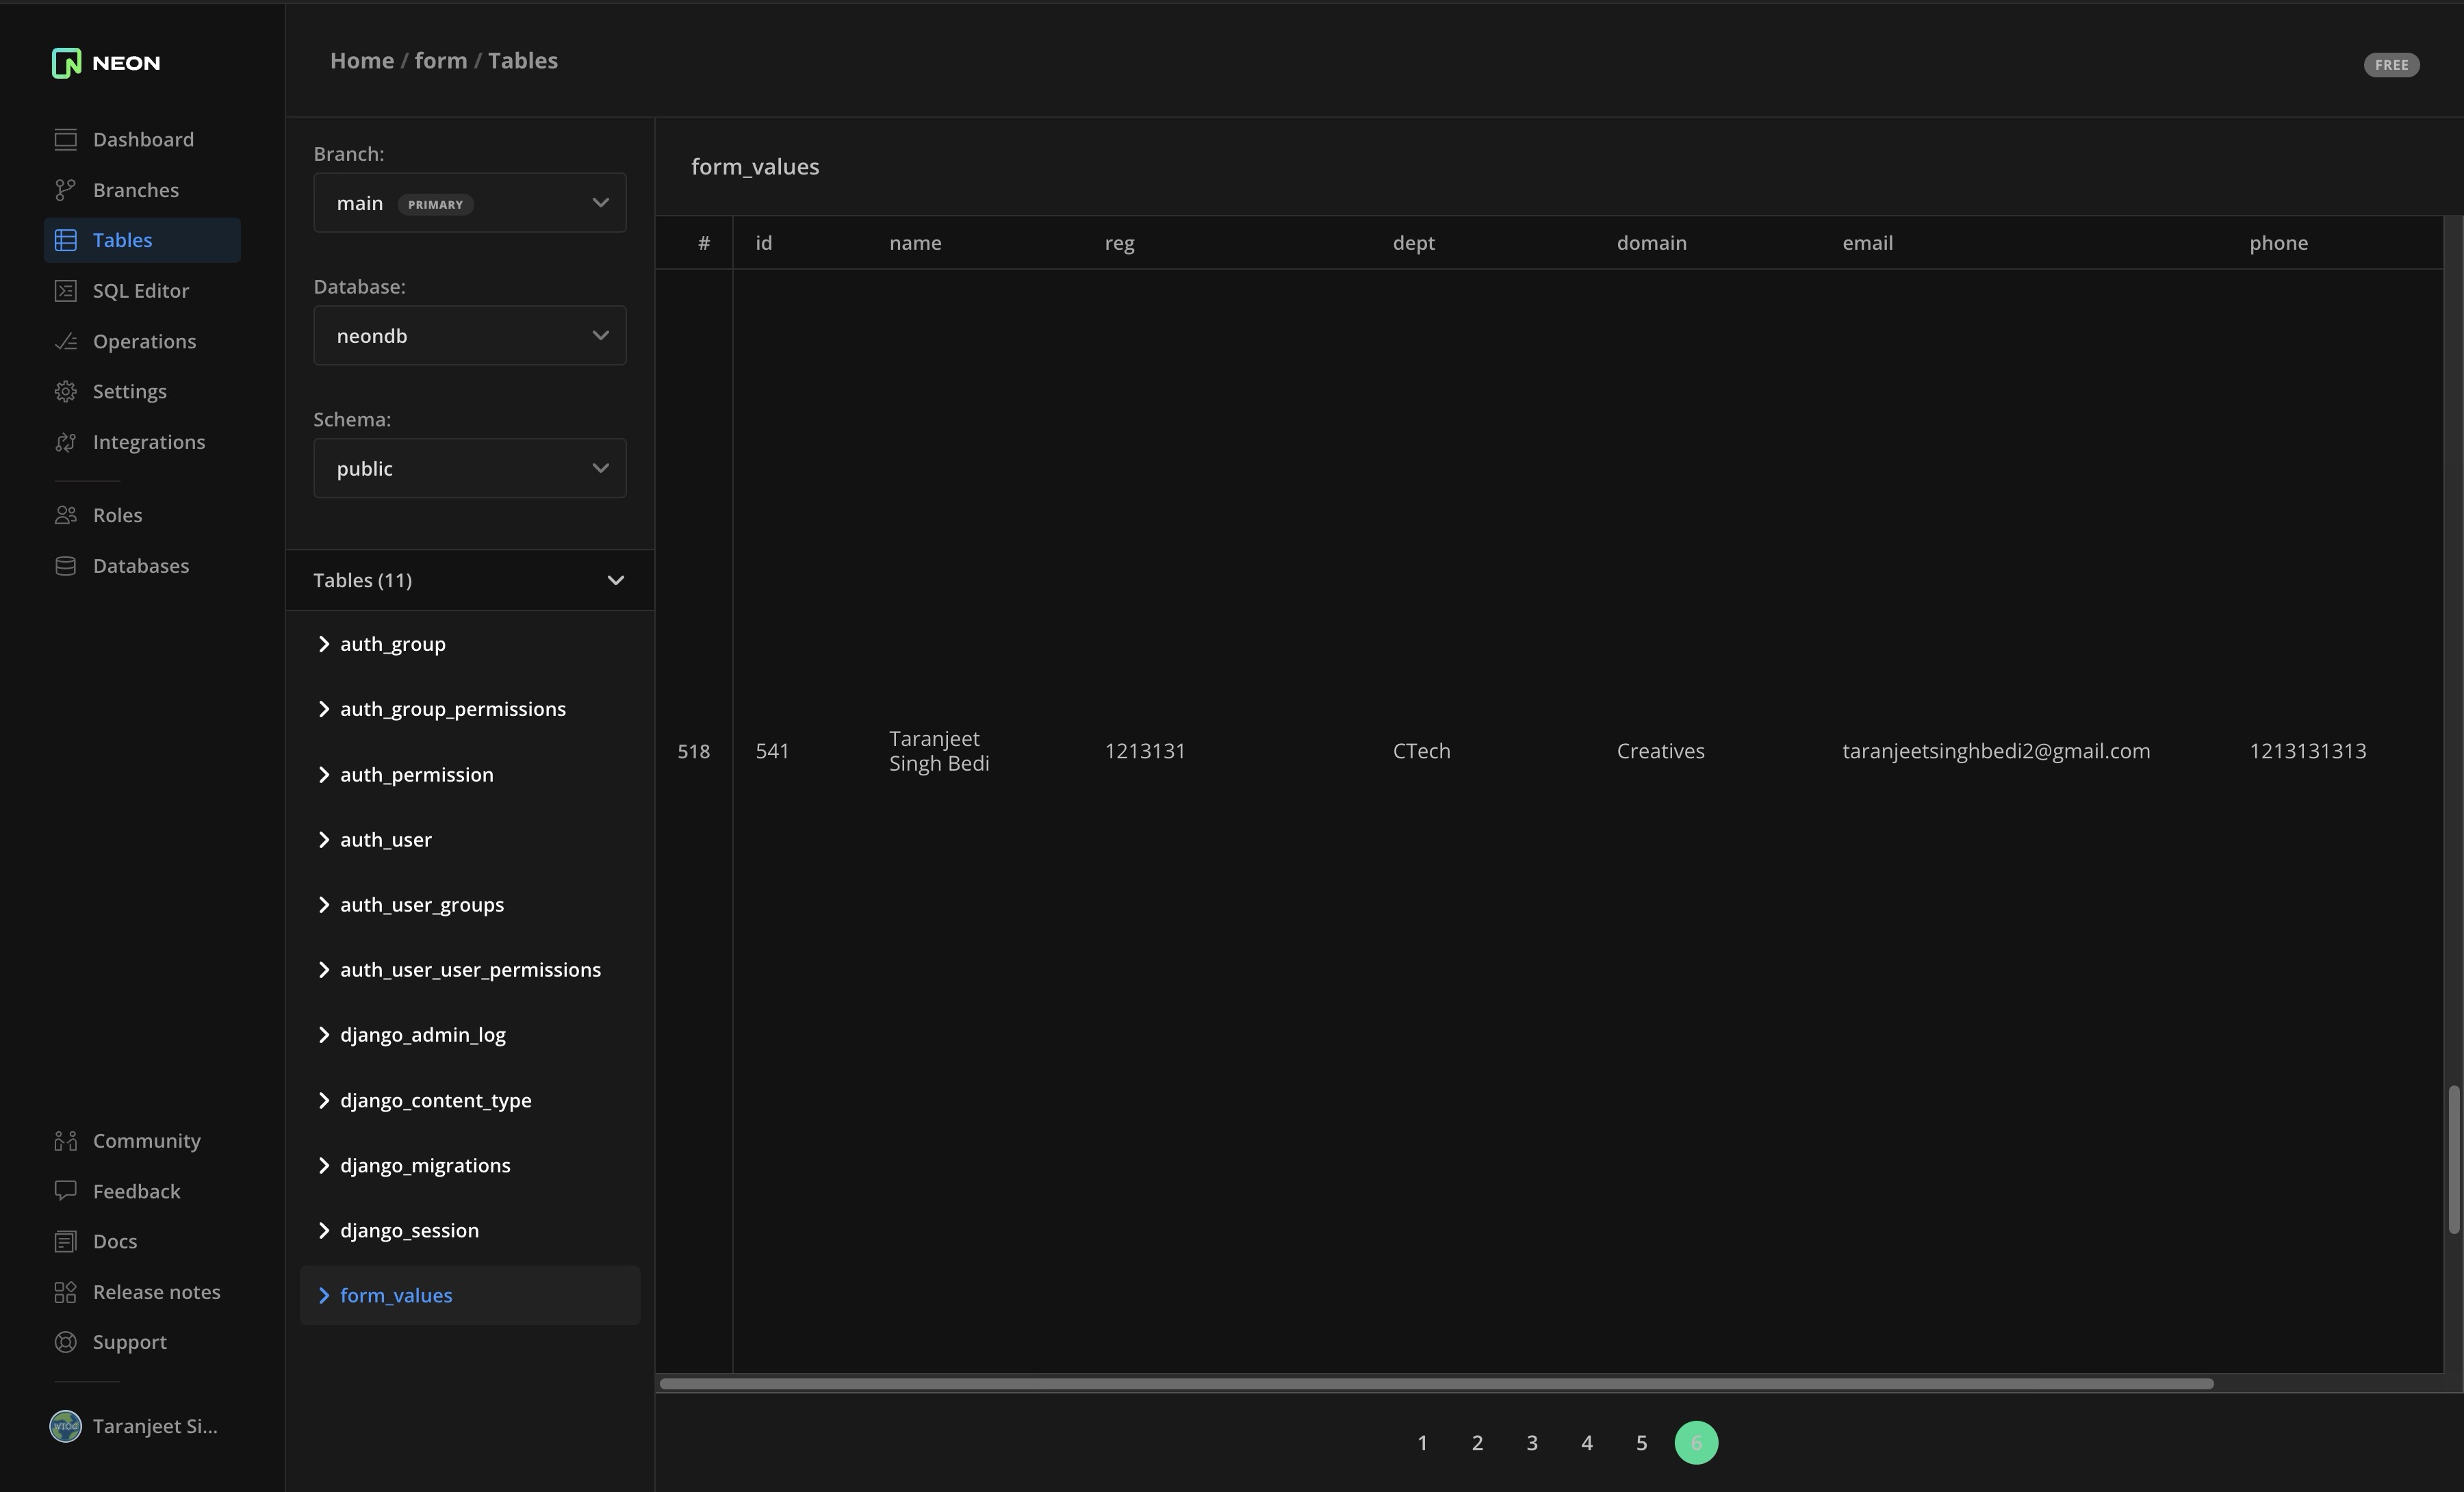 NEON
Dashboard
Branches
Tables
SQL Editor
Operations
Settings
Integrations
Roles
Databases
Community
Feedback
Docs
Release notes
Support
Taranjeet Si...
Home / form / Tables
FREE
Branch:
main PRIMARY
Database:
neondb
Schema:
public
Tables (11)
auth_group
auth_group_permissions
auth_permission
auth_user
auth_user_groups
auth_user_user_permissions
django_admin_log
django_content_type
django_migrations
django_session
form_values
form_values
# id name reg dept domain email phone
518 541 Taranjeet Singh Bedi 1213131 CTech Creatives taranjeetsinghbedi2@gmail.com 1213131313
1 2 3 4 5 6